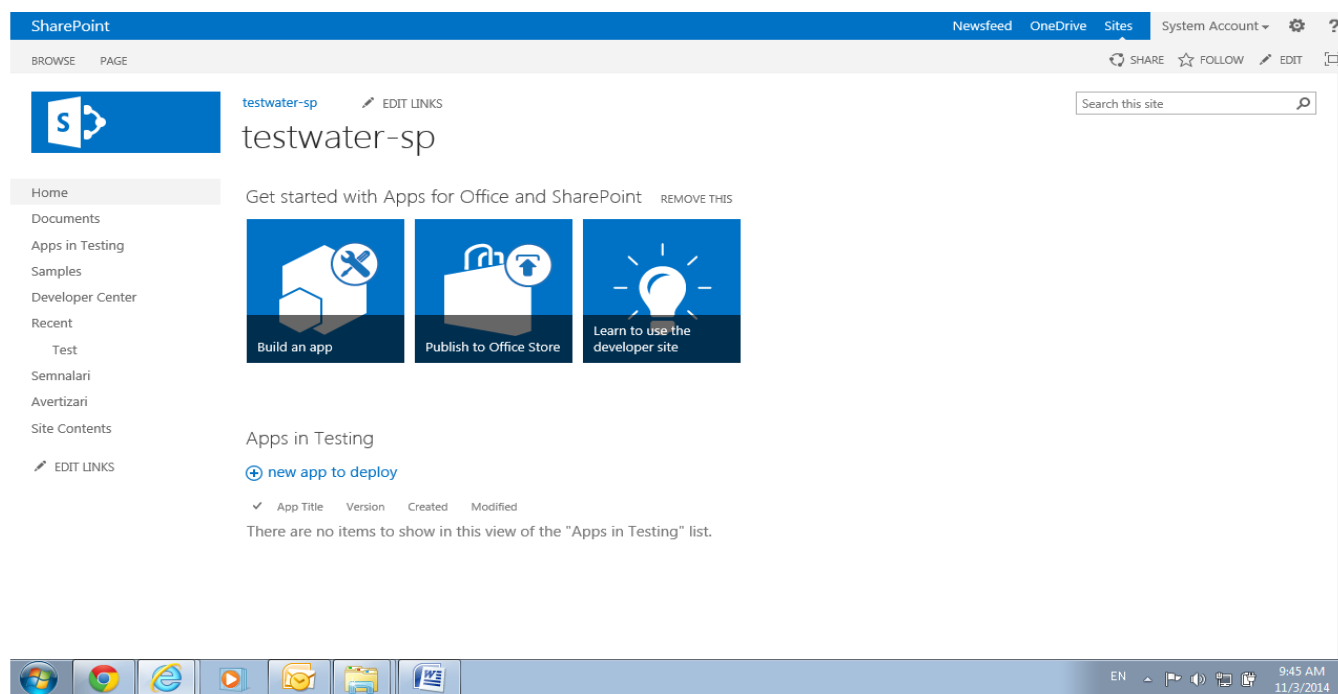 SharePoint
Newsfeed OneDrive Sites System Account ?
BROWSE PAGE
SHARE FOLLOW EDIT
S
testwater-sp EDIT LINKS
Search this site
testwater-sp
Home
Documents
Apps in Testing
Samples
Developer Center
Recent
Test
Semnalari
Avertizari
Site Contents
EDIT LINKS
Get started with Apps for Office and SharePoint REMOVE THIS
Build an app
Publish to Office Store
Learn to use the
developer site
Apps in Testing
new app to deploy
App Title Version Created Modified
There are no items to show in this view of the "Apps in Testing" list.
EN
9:45 AM
11/3/2014